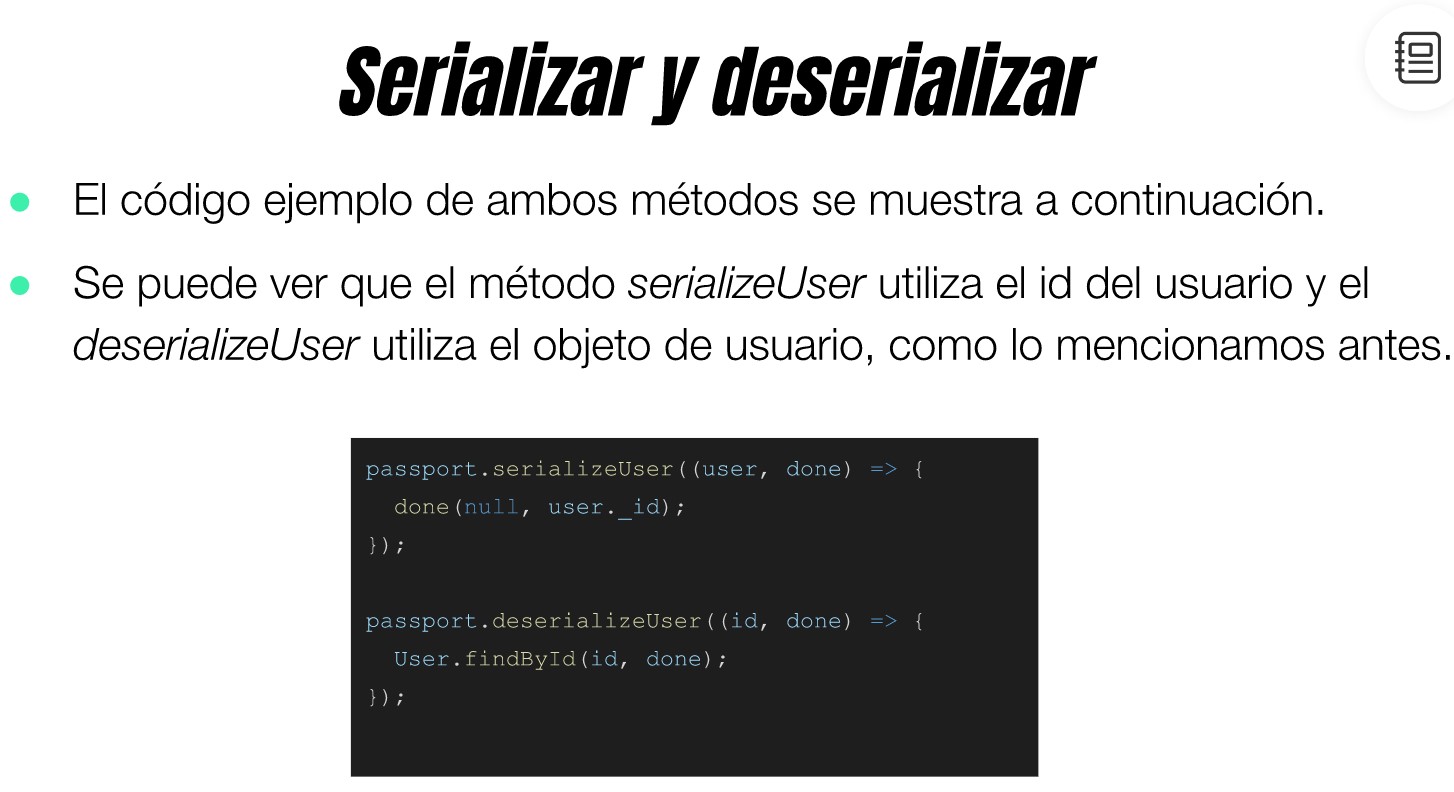 Serializar y deserializar
El código ejemplo de ambos métodos se muestra a continuación.
Se puede ver que el método serializeUser utiliza el id del usuario y el
deserializeUser utiliza el objeto de usuario, como lo mencionamos antes.
passport.serializeUser((user, done) => {
  done(null, user._id);
});
passport.deserializeUser((id, done) => {
  User.findById(id, done);
});